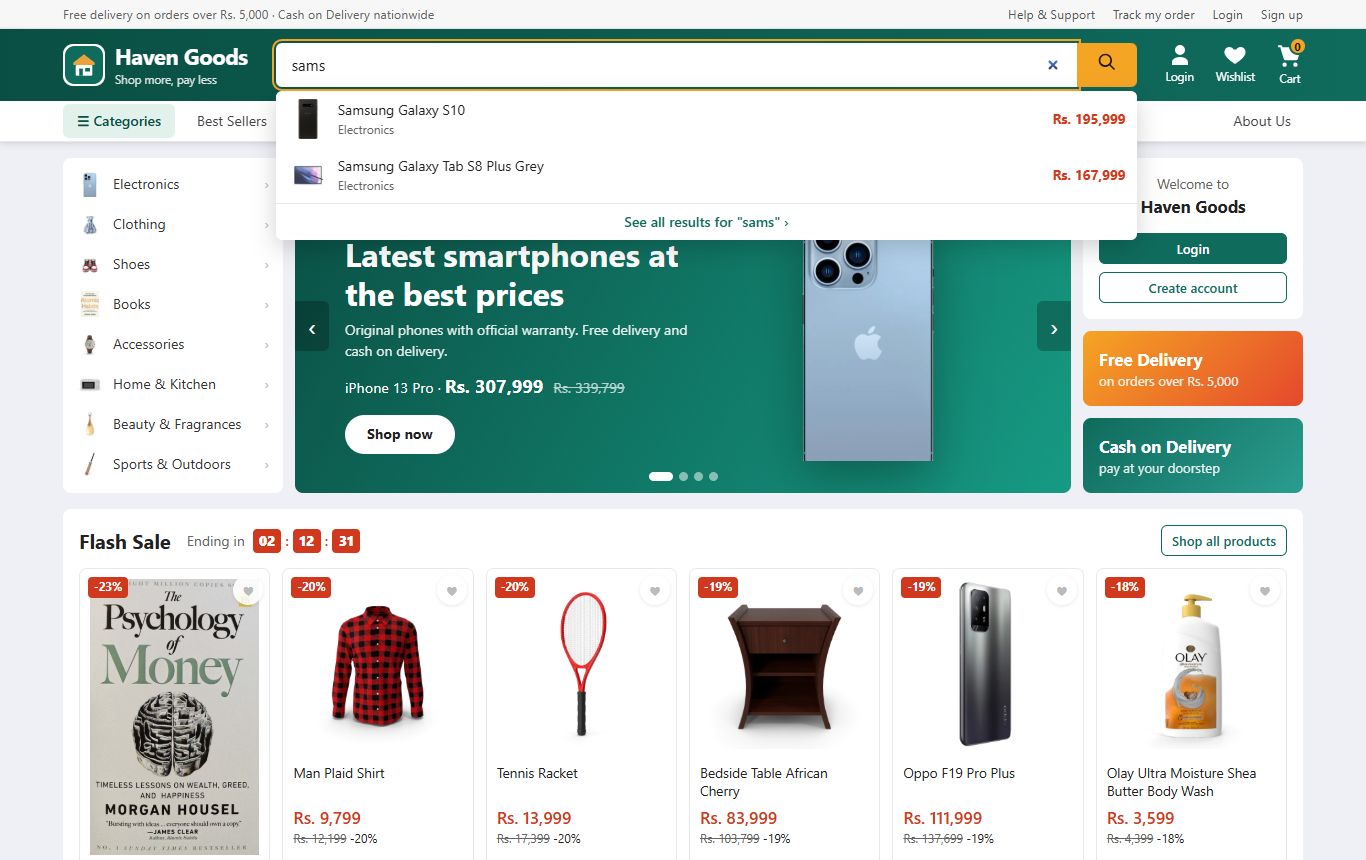 Free delivery on orders over Rs. 5,000 · Cash on Delivery nationwide
Help & Support Track my order Login Sign up
Haven Goods
Shop more, pay less
sams
Login
Wishlist
0
Cart
☰ Categories
Best Sellers
About Us
Samsung Galaxy S10
Electronics
Rs. 195,999
Samsung Galaxy Tab S8 Plus Grey
Electronics
Rs. 167,999
See all results for "sams" ›
Electronics
Clothing
Shoes
Books
Accessories
Home & Kitchen
Beauty & Fragrances
Sports & Outdoors
Latest smartphones at
the best prices
Original phones with official warranty. Free delivery and
cash on delivery.
iPhone 13 Pro · Rs. 307,999 Rs. 339,799
Shop now
Welcome to
Haven Goods
Login
Create account
Free Delivery
on orders over Rs. 5,000
Cash on Delivery
pay at your doorstep
Flash Sale
Ending in 02 : 12 : 31
Shop all products
-23%
The
Psychology
of
Money
TIMELESS LESSONS ON WEALTH, GREED,
AND HAPPINESS
MORGAN HOUSEL
"Bursting with ideas... everyone should own a copy."
—JAMES CLEAR
-20%
Man Plaid Shirt
Rs. 9,799
Rs. 12,199 -20%
-20%
Tennis Racket
Rs. 13,999
Rs. 17,399 -20%
-19%
Bedside Table African
Cherry
Rs. 83,999
Rs. 103,799 -19%
-19%
Oppo F19 Pro Plus
Rs. 111,999
Rs. 137,699 -19%
-18%
OLAY
Olay Ultra Moisture Shea
Butter Body Wash
Rs. 3,599
Rs. 4,399 -18%